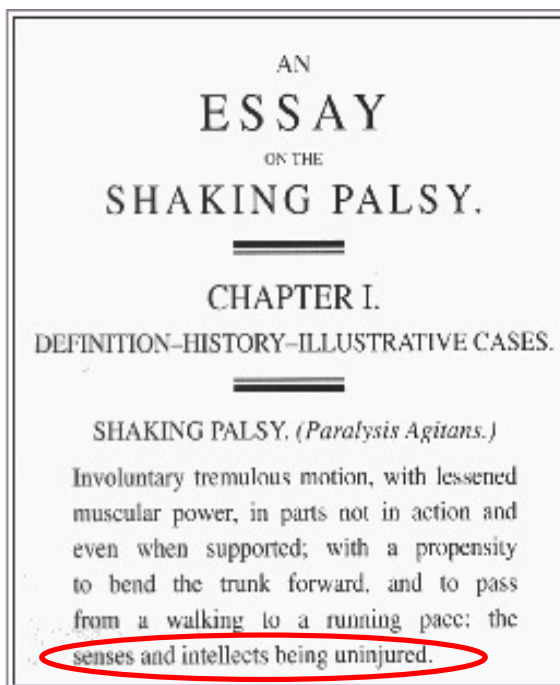 AN
ESSAY
ON THE
SHAKING PALSY.
CHAPTER I.
DEFINITION–HISTORY–ILLUSTRATIVE CASES.
SHAKING PALSY. (Paralysis Agitans.)
Involuntary tremulous motion, with lessened
muscular power, in parts not in action and
even when supported; with a propensity
to bend the trunk forward, and to pass
from a walking to a running pace: the
senses and intellects being uninjured.